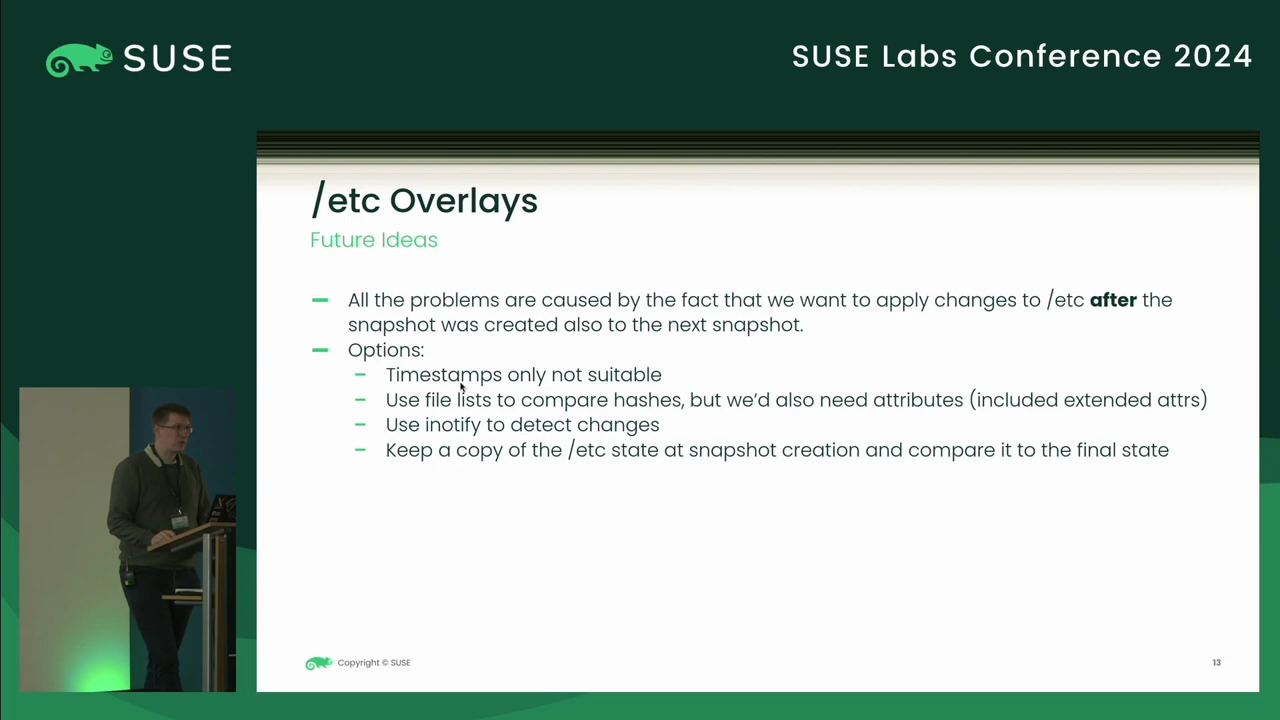 SUSE
SUSE Labs Conference 2024
/etc Overlays
Future Ideas
All the problems are caused by the fact that we want to apply changes to /etc after the
snapshot was created also to the next snapshot.
Options:
Timestamps only not suitable
Use file lists to compare hashes, but we’d also need attributes (included extended attrs)
Use inotify to detect changes
Keep a copy of the /etc state at snapshot creation and compare it to the final state
Copyright © SUSE
13